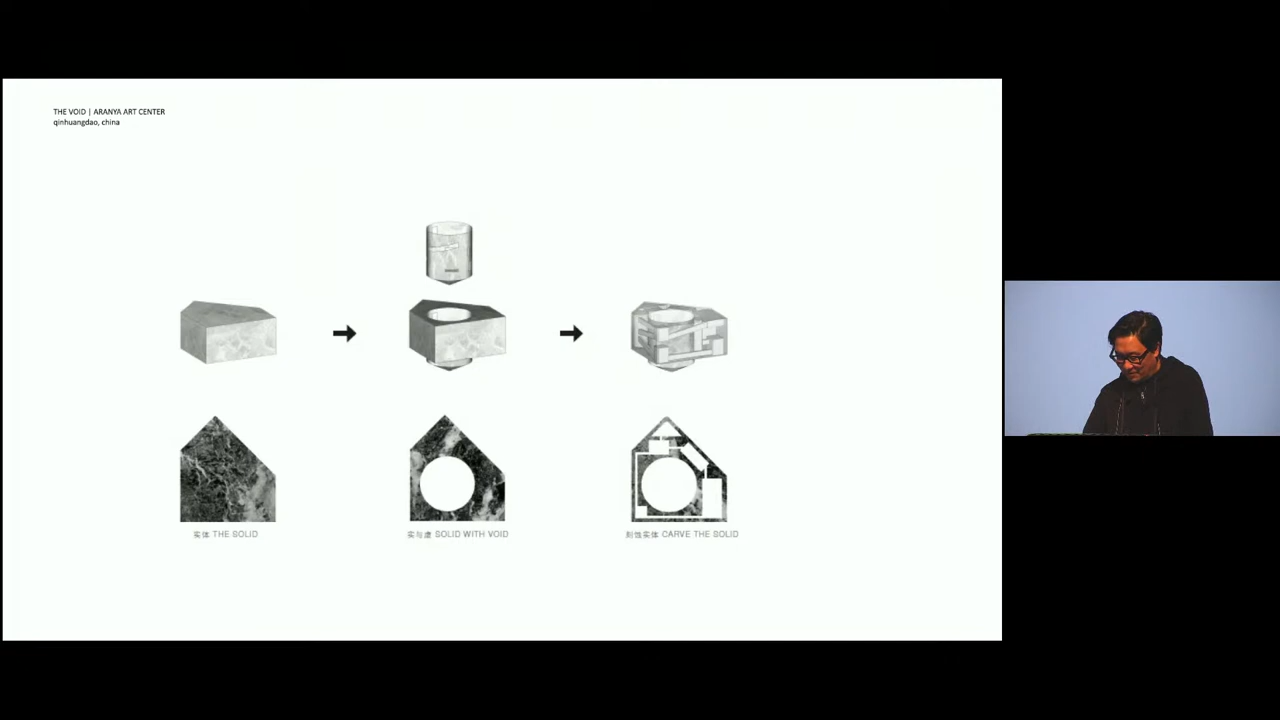 THE VOID | ARANYA ART CENTER
qinhuangdao, china
实体 THE SOLID
实与虚 SOLID WITH VOID
刻蚀实体 CARVE THE SOLID